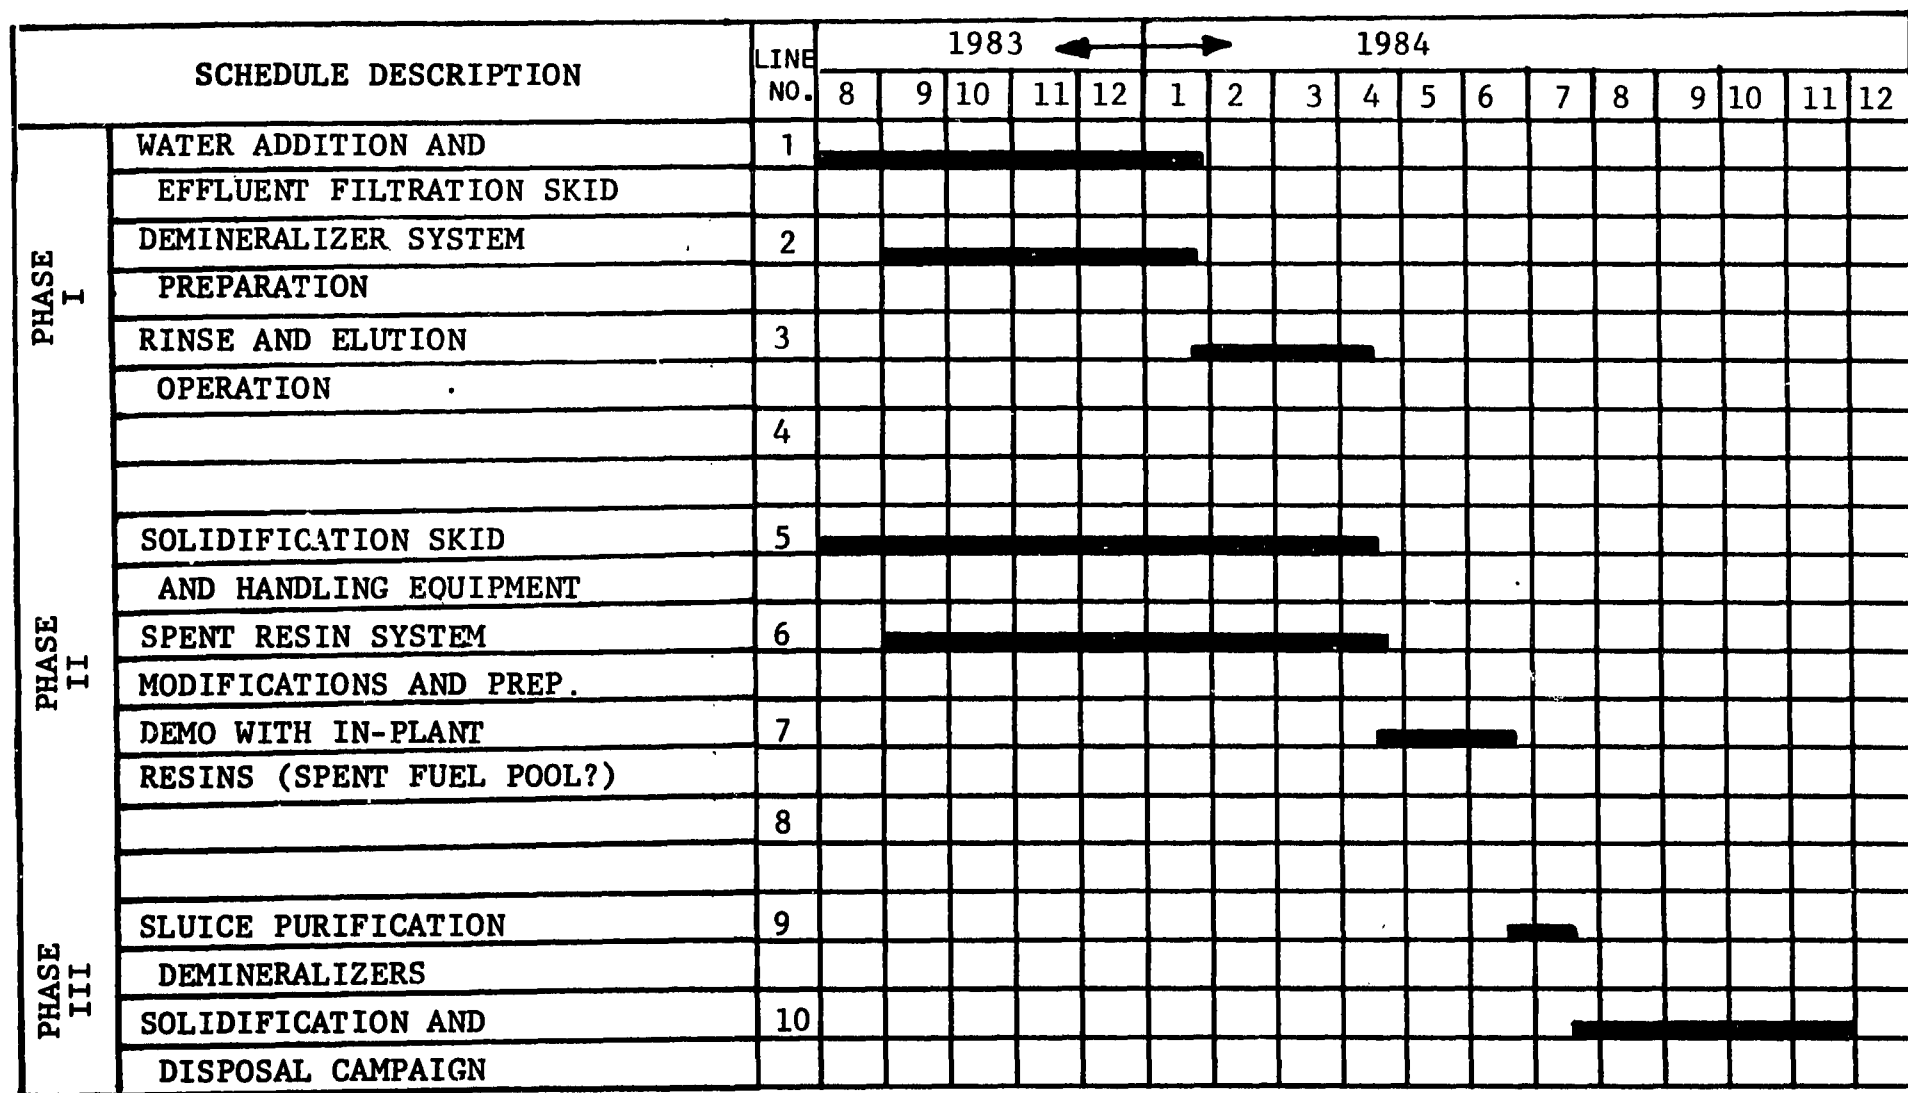 SCHEDULE DESCRIPTION
LINE
NO.
1983
1984
8 9 10 11 12 1 2 3 4 5 6 7 8 9 10 11 12
PHASE
I
WATER ADDITION AND 1
EFFLUENT FILTRATION SKID
DEMINERALIZER SYSTEM 2
PREPARATION
RINSE AND ELUTION 3
OPERATION
4
PHASE
II
SOLIDIFICATION SKID 5
AND HANDLING EQUIPMENT
SPENT RESIN SYSTEM 6
MODIFICATIONS AND PREP.
DEMO WITH IN-PLANT 7
RESINS (SPENT FUEL POOL?)
8
PHASE
III
SLUICE PURIFICATION 9
DEMINERALIZERS
SOLIDIFICATION AND 10
DISPOSAL CAMPAIGN